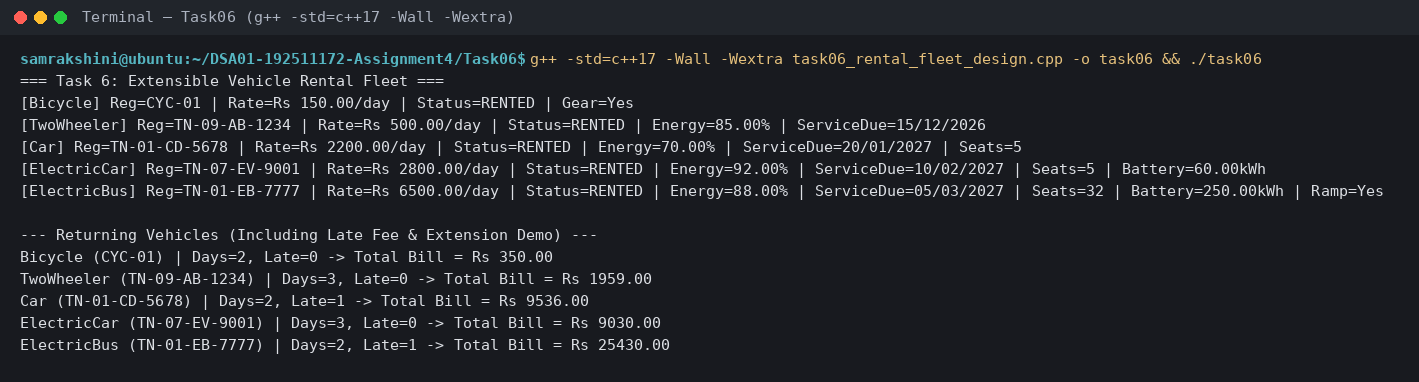 Terminal — Task06 (g++ -std=c++17 -Wall -Wextra)
samrakshini@ubuntu:~/DSA01-192511172-Assignment4/Task06$ g++ -std=c++17 -Wall -Wextra task06_rental_fleet_design.cpp -o task06 && ./task06
=== Task 6: Extensible Vehicle Rental Fleet ===
[Bicycle] Reg=CYC-01 | Rate=Rs 150.00/day | Status=RENTED | Gear=Yes
[TwoWheeler] Reg=TN-09-AB-1234 | Rate=Rs 500.00/day | Status=RENTED | Energy=85.00% | ServiceDue=15/12/2026
[Car] Reg=TN-01-CD-5678 | Rate=Rs 2200.00/day | Status=RENTED | Energy=70.00% | ServiceDue=20/01/2027 | Seats=5
[ElectricCar] Reg=TN-07-EV-9001 | Rate=Rs 2800.00/day | Status=RENTED | Energy=92.00% | ServiceDue=10/02/2027 | Seats=5 | Battery=60.00kWh
[ElectricBus] Reg=TN-01-EB-7777 | Rate=Rs 6500.00/day | Status=RENTED | Energy=88.00% | ServiceDue=05/03/2027 | Seats=32 | Battery=250.00kWh | Ramp=Yes
--- Returning Vehicles (Including Late Fee & Extension Demo) ---
Bicycle (CYC-01) | Days=2, Late=0 -> Total Bill = Rs 350.00
TwoWheeler (TN-09-AB-1234) | Days=3, Late=0 -> Total Bill = Rs 1959.00
Car (TN-01-CD-5678) | Days=2, Late=1 -> Total Bill = Rs 9536.00
ElectricCar (TN-07-EV-9001) | Days=3, Late=0 -> Total Bill = Rs 9030.00
ElectricBus (TN-01-EB-7777) | Days=2, Late=1 -> Total Bill = Rs 25430.00